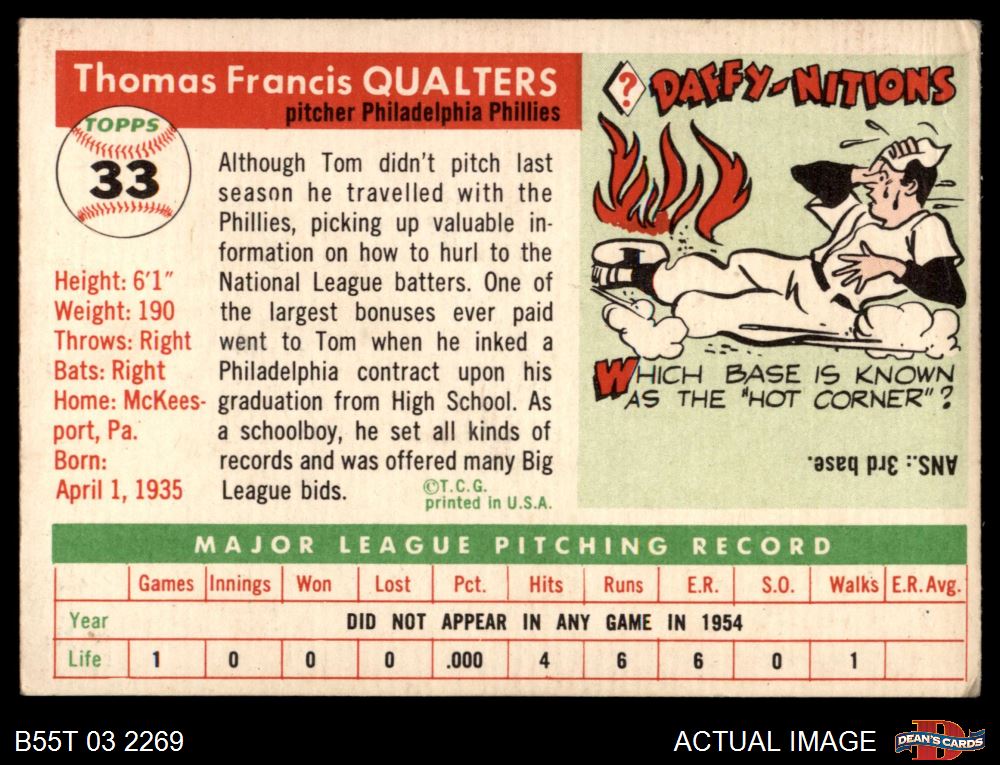 Thomas Francis QUALTERS
pitcher Philadelphia Phillies
TOPPS
33
Height: 6'1"
Weight: 190
Throws: Right
Bats: Right
Home: McKees-
port, Pa.
Born:
April 1, 1935
Although Tom didn't pitch last
season he travelled with the
Phillies, picking up valuable in-
formation on how to hurl to the
National League batters. One of
the largest bonuses ever paid
went to Tom when he inked a
Philadelphia contract upon his
graduation from High School. As
a schoolboy, he set all kinds of
records and was offered many Big
League bids.
©T.C.G.
printed in U.S.A.
? DAFFY-NITIONS
WHICH BASE IS KNOWN
AS THE "HOT CORNER"?
ANS.: 3rd base.
MAJOR LEAGUE PITCHING RECORD
Games Innings Won Lost Pct. Hits Runs E.R. S.O. Walks E.R.Avg.
Year DID NOT APPEAR IN ANY GAME IN 1954
Life 1 0 0 0 .000 4 6 6 0 1
B55T 03 2269
ACTUAL IMAGE
DEAN'S CARDS